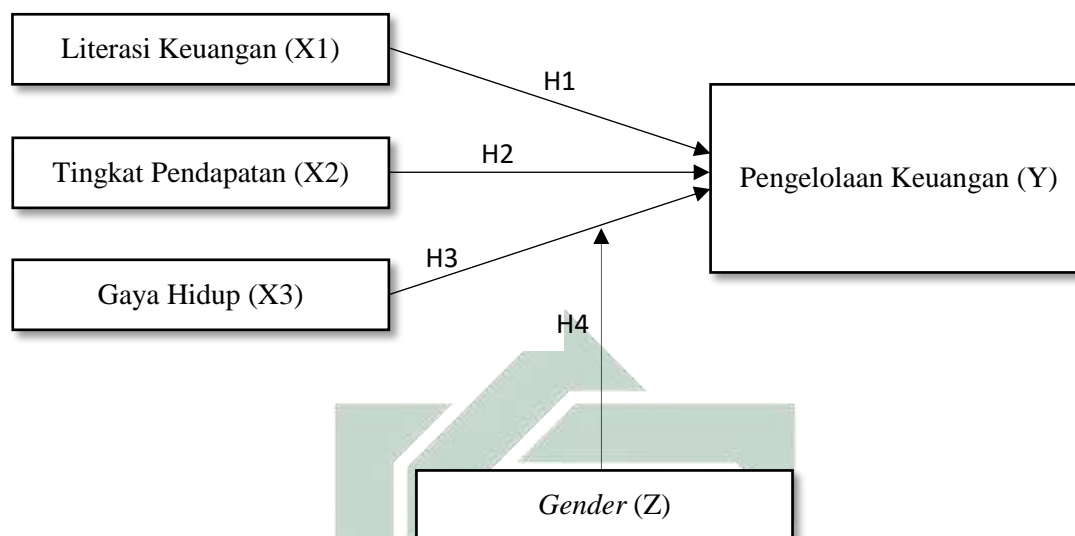 Literasi Keuangan (X1)
H1
Tingkat Pendapatan (X2)
H2
Pengelolaan Keuangan (Y)
H3
Gaya Hidup (X3)
H4
Gender (Z)